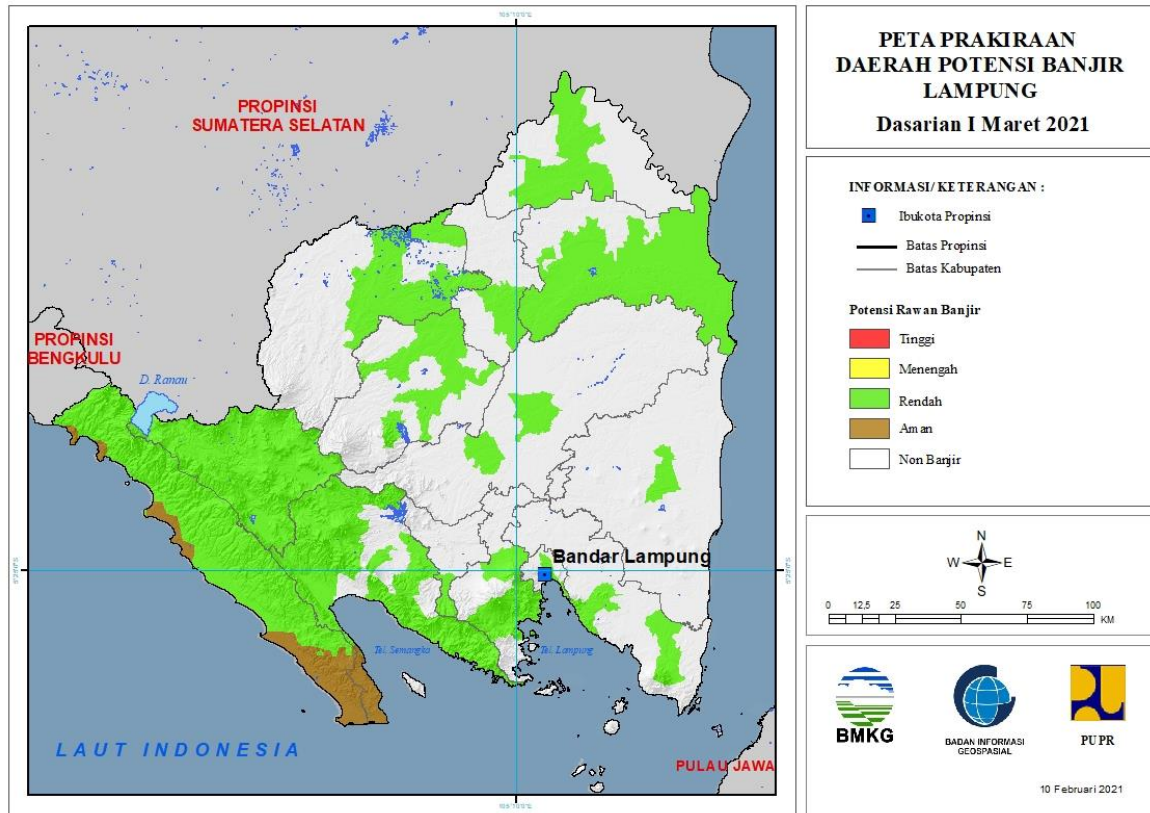 PROPINSI
SUMATERA SELATAN
PROPINSI
BENGKULU
D. Ranau
Bandar Lampung
Tel. Semangka
Tel. Lampung
LAUT INDONESIA
PULAU JAWA
PETA PRAKIRAAN
DAERAH POTENSI BANJIR
LAMPUNG
Dasarian I Maret 2021
INFORMASI/ KETERANGAN :
Ibukota Propinsi
Batas Propinsi
Batas Kabupaten
Potensi Rawan Banjir
Tinggi
Menengah
Rendah
Aman
Non Banjir
N
W E
S
0 12,5 25 50 75 100
KM
BMKG
BADAN INFORMASI
GEOSPASIAL
PUPR
10 Februari 2021